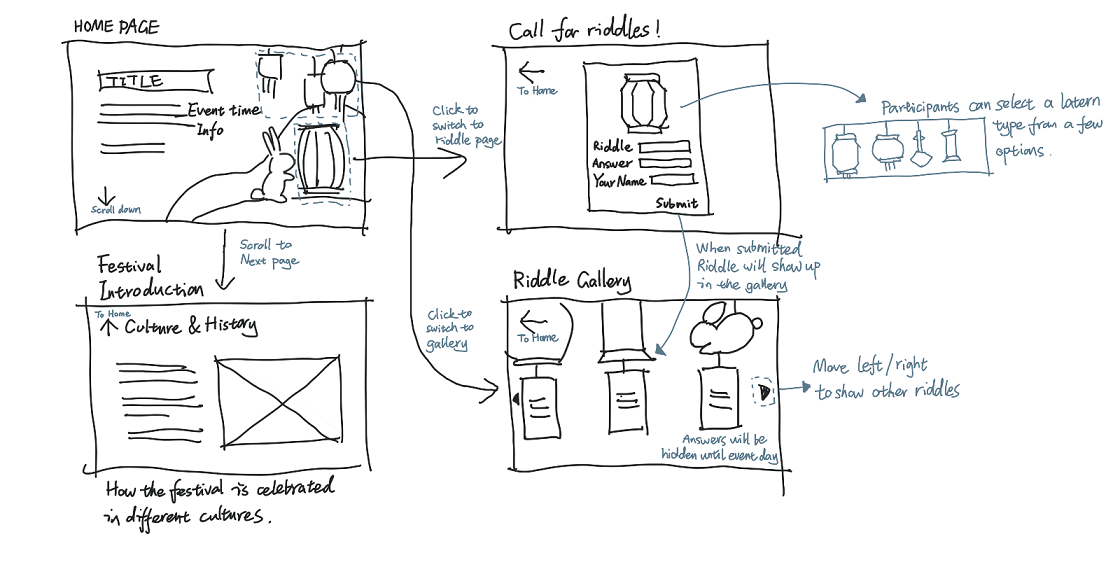 HOME PAGE
TITLE
Event time
Info
Scroll down
Scroll to
Next page
Click to
switch to
riddle page
Click to
switch to
gallery
Festival
Introduction
To Home
Culture & History
How the festival is celebrated
in different cultures.
Call for riddles!
To Home
Riddle
Answer
Your Name
Submit
Participants can select a latern
type from a few
options.
When submitted
Riddle will show up
in the gallery
Riddle Gallery
To Home
Answers will be
hidden until event day
Move left/right
to show other riddles